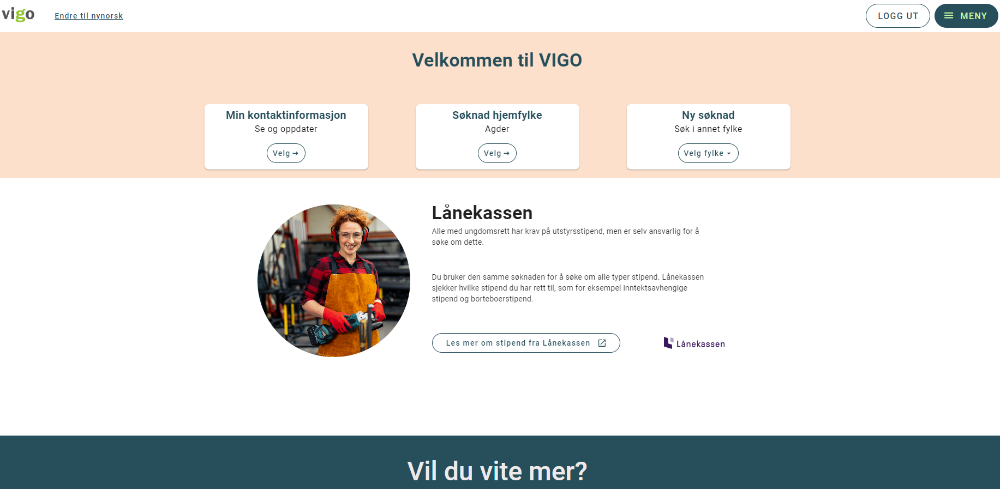 vigo
Endre til nynorsk
LOGG UT
MENY
Velkommen til VIGO
Min kontaktinformasjon
Se og oppdater
Velg
Søknad hjemfylke
Agder
Velg
Ny søknad
Søk i annet fylke
Velg fylke
Lånekassen
Alle med ungdomsrett har krav på utstyrsstipend, men er selv ansvarlig for å
søke om dette.
Du bruker den samme søknaden for å søke om alle typer stipend. Lånekassen
sjekker hvilke stipend du har rett til, som for eksempel inntektsavhengige
stipend og borteboerstipend.
Les mer om stipend fra Lånekassen
Lånekassen
Vil du vite mer?